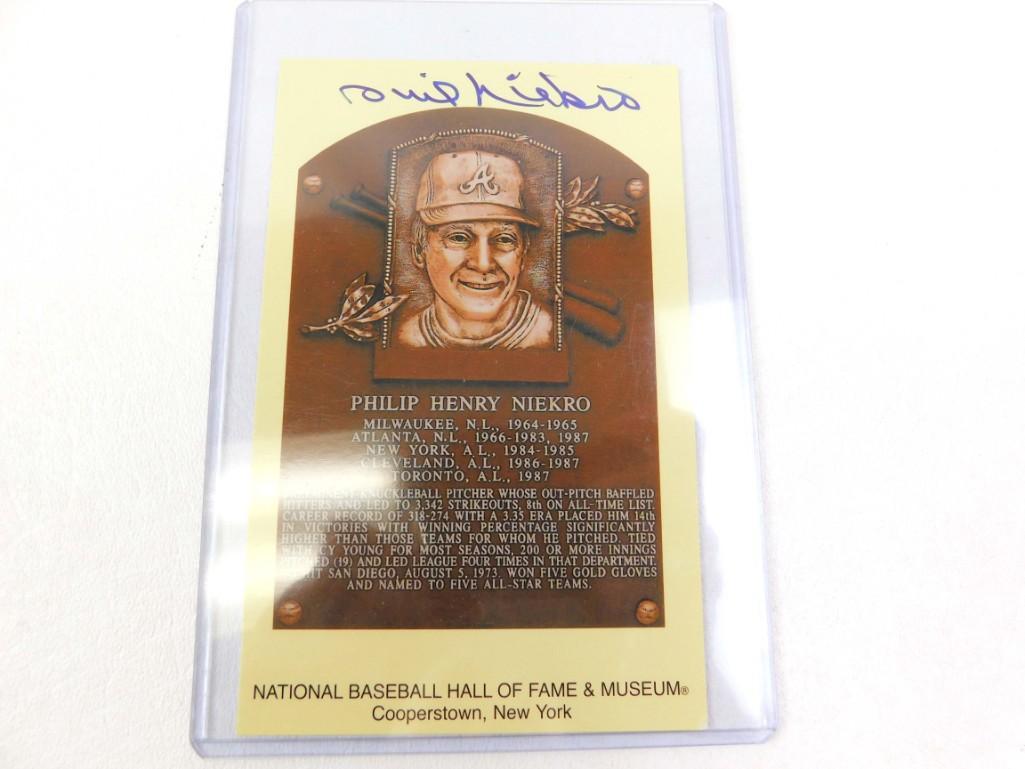 Phil Niekro
A
PHILIP HENRY NIEKRO
MILWAUKEE, N.L., 1964-1965
ATLANTA, N.L., 1966-1983, 1987
NEW YORK, A.L., 1984-1985
CLEVELAND, A.L., 1986-1987
TORONTO, A.L., 1987
KNUCKLEBALL PITCHER WHOSE OUT-PITCH BAFFLED
HITTERS AND LED TO 3,342 STRIKEOUTS, 8th ON ALL-TIME LIST.
CAREER RECORD OF 318-274 WITH A 3.35 ERA PLACED HIM 14th
IN VICTORIES WITH WINNING PERCENTAGE SIGNIFICANTLY
HIGHER THAN THOSE TEAMS FOR WHOM HE PITCHED. TIED
WITH CY YOUNG FOR MOST SEASONS, 200 OR MORE INNINGS
PITCHED (19) AND LED LEAGUE FOUR TIMES IN THAT DEPARTMENT.
SAN DIEGO, AUGUST 5, 1973. WON FIVE GOLD GLOVES
AND NAMED TO FIVE ALL-STAR TEAMS.
NATIONAL BASEBALL HALL OF FAME & MUSEUM®
Cooperstown, New York